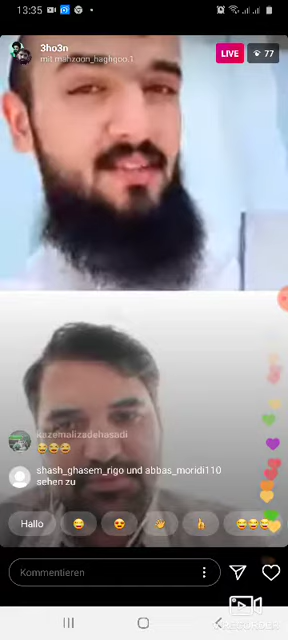 13:35
3ho3n
mit mahzoon_haghgoo.1
LIVE
77
kazemalizadehasadi
😂😂😂
shash_ghasem_rigo und abbas_moridi110
sehen zu
Hallo
Kommentieren